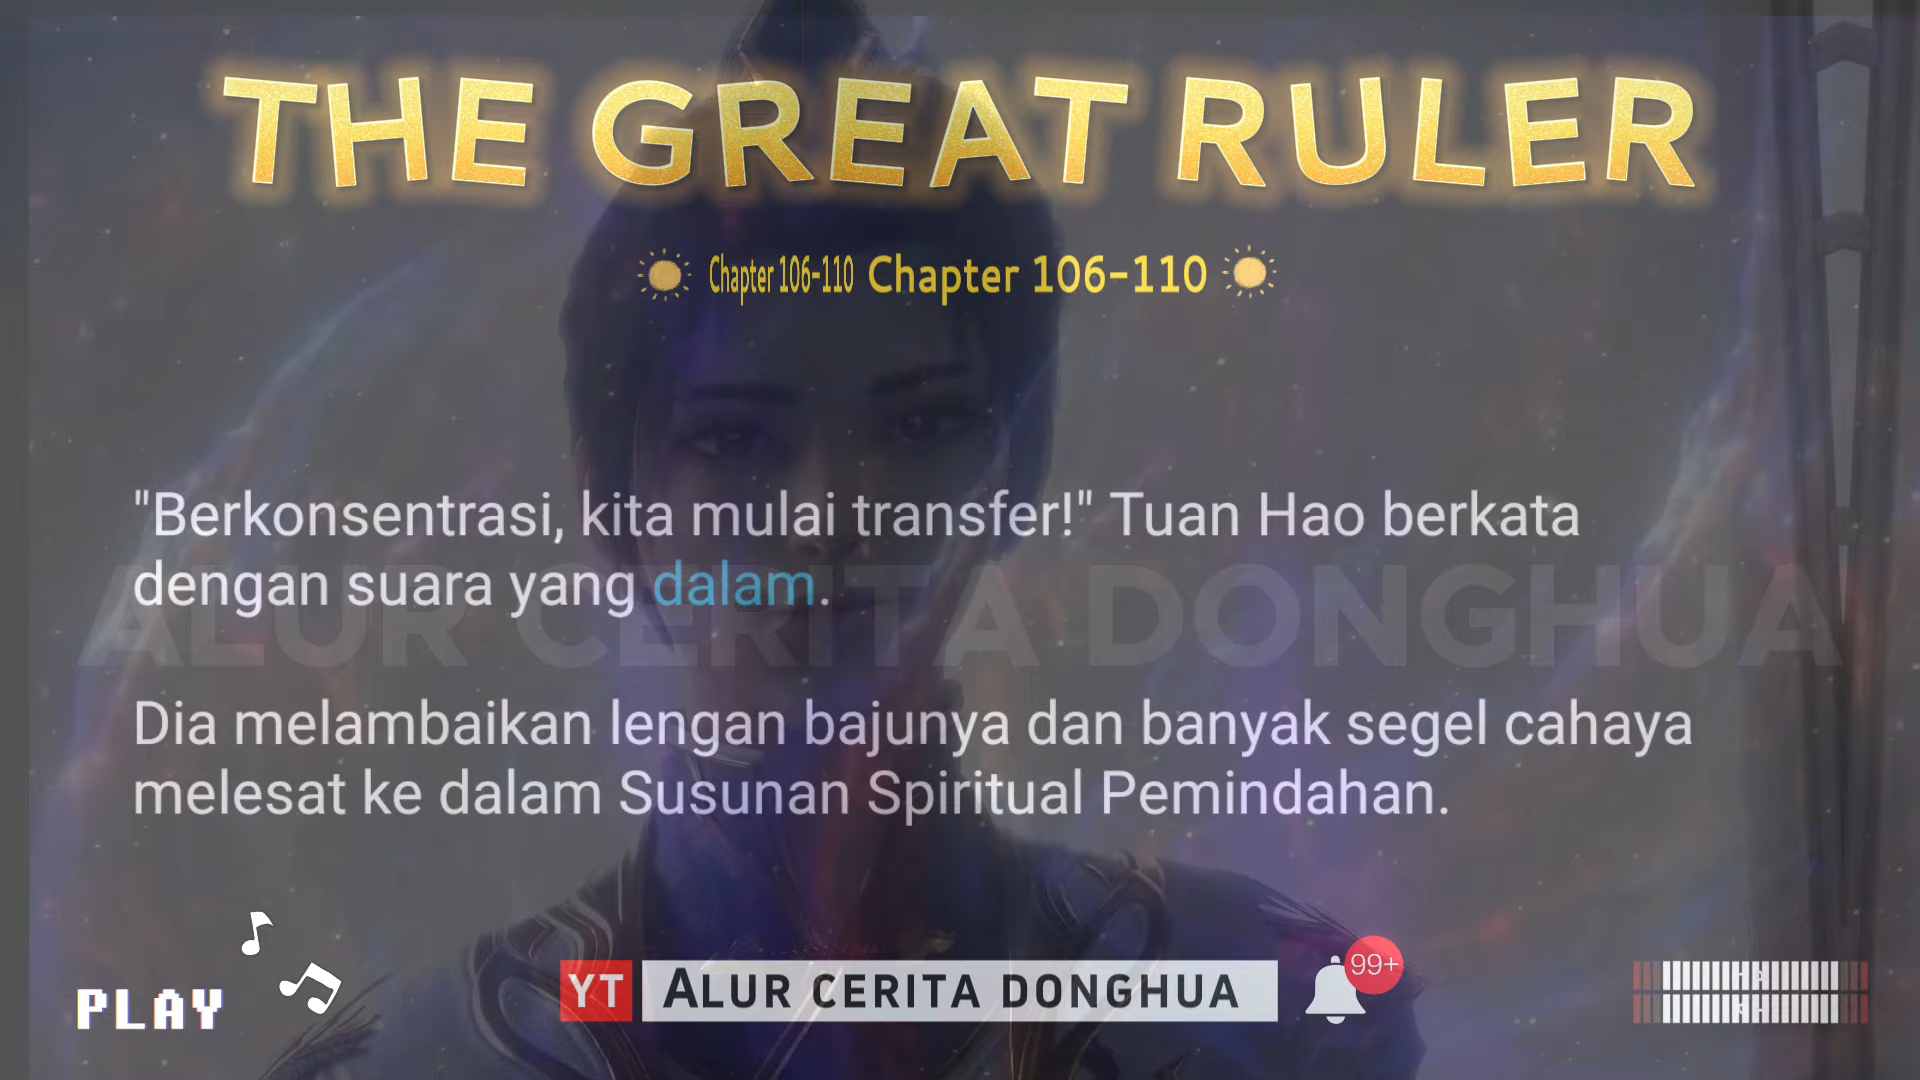 THE GREAT RULER
Chapter 106-110 Chapter 106-110
"Berkonsentrasi, kita mulai transfer!" Tuan Hao berkata
dengan suara yang dalam.
ALUR CERITA DONGHUA
Dia melambaikan lengan bajunya dan banyak segel cahaya
melesat ke dalam Susunan Spiritual Pemindahan.
PLAY
YT ALUR CERITA DONGHUA
99+